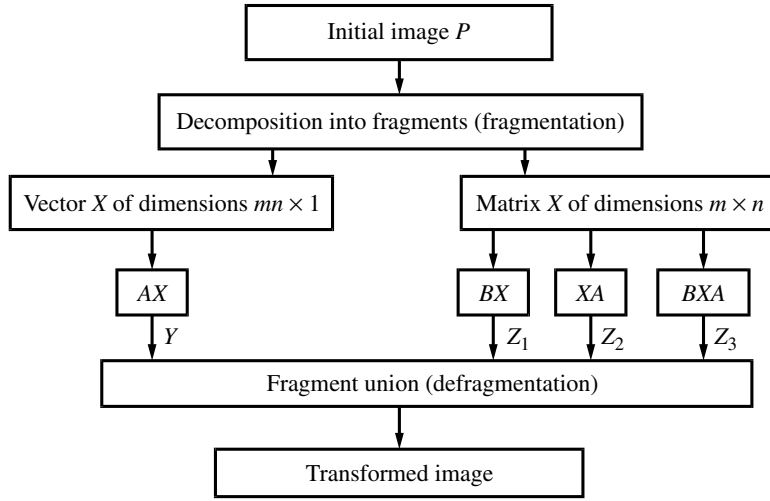 Initial image P
Decomposition into fragments (fragmentation)
Vector X of dimensions mn × 1
Matrix X of dimensions m × n
AX
BX
XA
BXA
Y
Z₁
Z₂
Z₃
Fragment union (defragmentation)
Transformed image